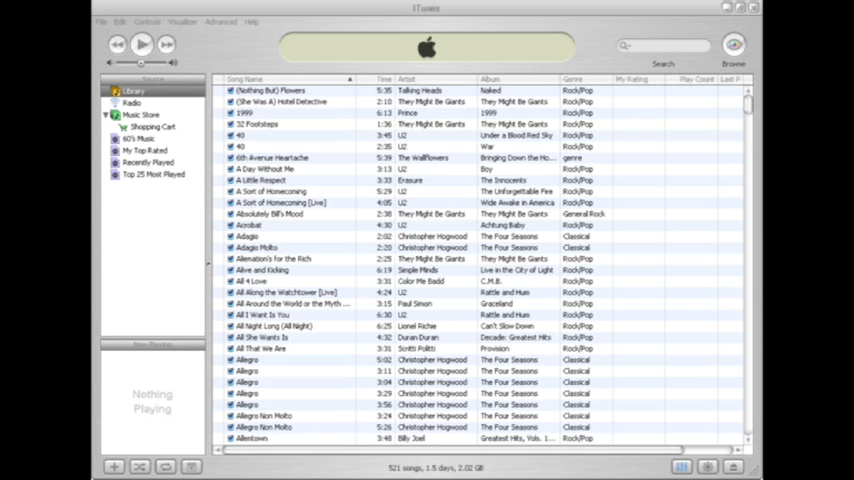 iTunes
File Edit Controls Visualizer Advanced Help
Search
Browse
Source
Library
Radio
Music Store
Shopping Cart
60's Music
My Top Rated
Recently Played
Top 25 Most Played
Now Playing
Nothing
Playing
Song Name Time Artist Album Genre My Rating Play Count Last P
(Nothing But) Flowers 5:35 Talking Heads Naked Rock/Pop
(She Was A) Hotel Detective 2:10 They Might Be Giants They Might Be Giants Rock/Pop
1999 6:13 Prince 1999 Rock/Pop
32 Footsteps 1:36 They Might Be Giants They Might Be Giants Rock/Pop
40 3:45 U2 Under a Blood Red Sky Rock/Pop
40 2:35 U2 War Rock/Pop
6th Avenue Heartache 5:39 The Wallflowers Bringing Down the Ho... genre
A Day Without Me 3:13 U2 Boy Rock/Pop
A Little Respect 3:33 Erasure The Innocents Rock/Pop
A Sort of Homecoming 5:29 U2 The Unforgettable Fire Rock/Pop
A Sort of Homecoming [Live] 4:05 U2 Wide Awake in America Rock/Pop
Absolutely Bill's Mood 2:38 They Might Be Giants They Might Be Giants General Rock
Acrobat 4:30 U2 Achtung Baby Rock/Pop
Adagio 2:02 Christopher Hogwood The Four Seasons Classical
Adagio Molto 2:20 Christopher Hogwood The Four Seasons Classical
Alienation's for the Rich 2:25 They Might Be Giants They Might Be Giants Rock/Pop
Alive and Kicking 6:19 Simple Minds Live in the City of Light Rock/Pop
All 4 Love 3:31 Color Me Badd C.M.B. Rock/Pop
All Along the Watchtower [Live] 4:24 U2 Rattle and Hum Rock/Pop
All Around the World or the Myth ... 3:15 Paul Simon Graceland Rock/Pop
All I Want Is You 6:30 U2 Rattle and Hum Rock/Pop
All Night Long (All Night) 6:25 Lionel Richie Can't Slow Down Rock/Pop
All She Wants Is 4:32 Duran Duran Decade: Greatest Hits Rock/Pop
All That We Are 3:31 Scritti Politti Provision Rock/Pop
Allegro 5:02 Christopher Hogwood The Four Seasons Classical
Allegro 3:11 Christopher Hogwood The Four Seasons Classical
Allegro 3:04 Christopher Hogwood The Four Seasons Classical
Allegro 3:29 Christopher Hogwood The Four Seasons Classical
Allegro 3:56 Christopher Hogwood The Four Seasons Classical
Allegro Non Molto 3:24 Christopher Hogwood The Four Seasons Classical
Allegro Non Molto 5:26 Christopher Hogwood The Four Seasons Classical
Allentown 3:48 Billy Joel Greatest Hits, Vols. 1... Rock/Pop
521 songs, 1.5 days, 2.02 GB